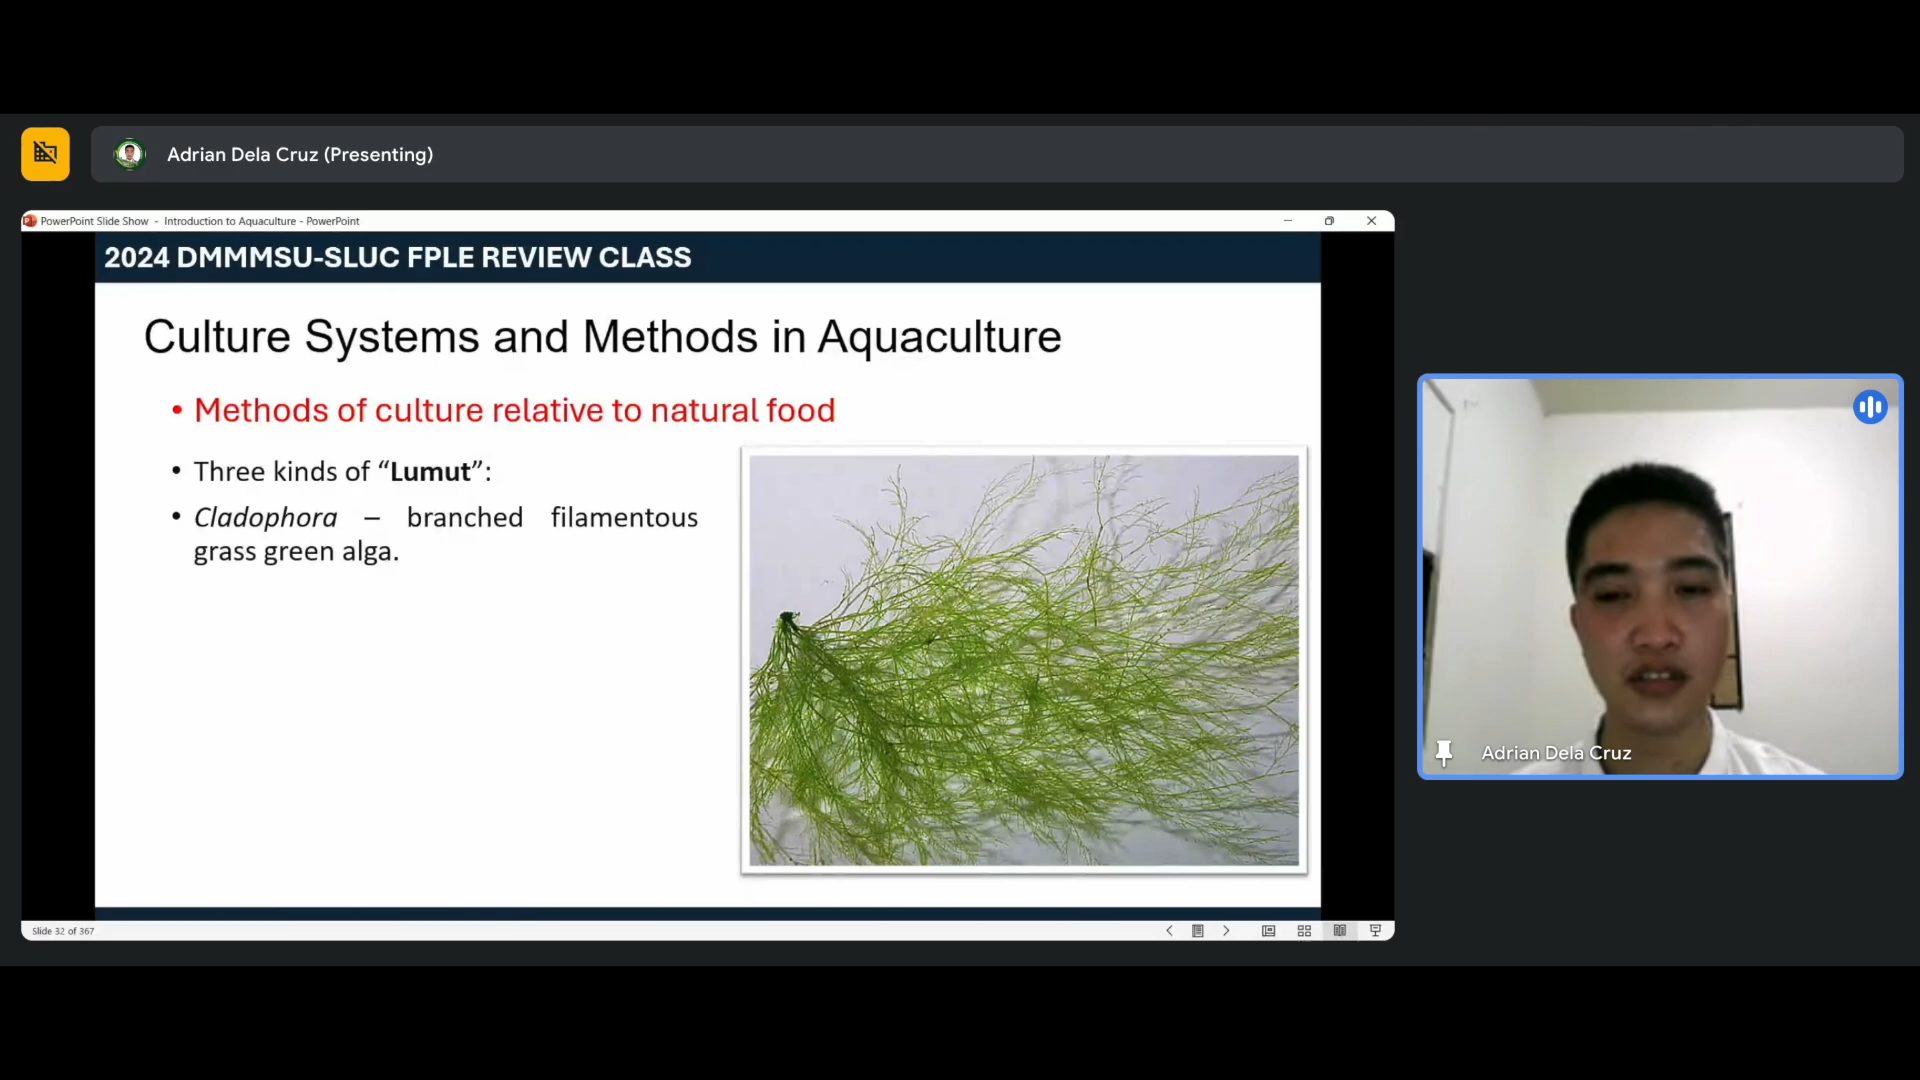 Adrian Dela Cruz (Presenting)
PowerPoint Slide Show - Introduction to Aquaculture - PowerPoint
2024 DMMMSU-SLUC FPLE REVIEW CLASS
Culture Systems and Methods in Aquaculture
• Methods of culture relative to natural food
• Three kinds of “Lumut”:
• Cladophora – branched filamentous
grass green alga.
Adrian Dela Cruz
Slide 32 of 367